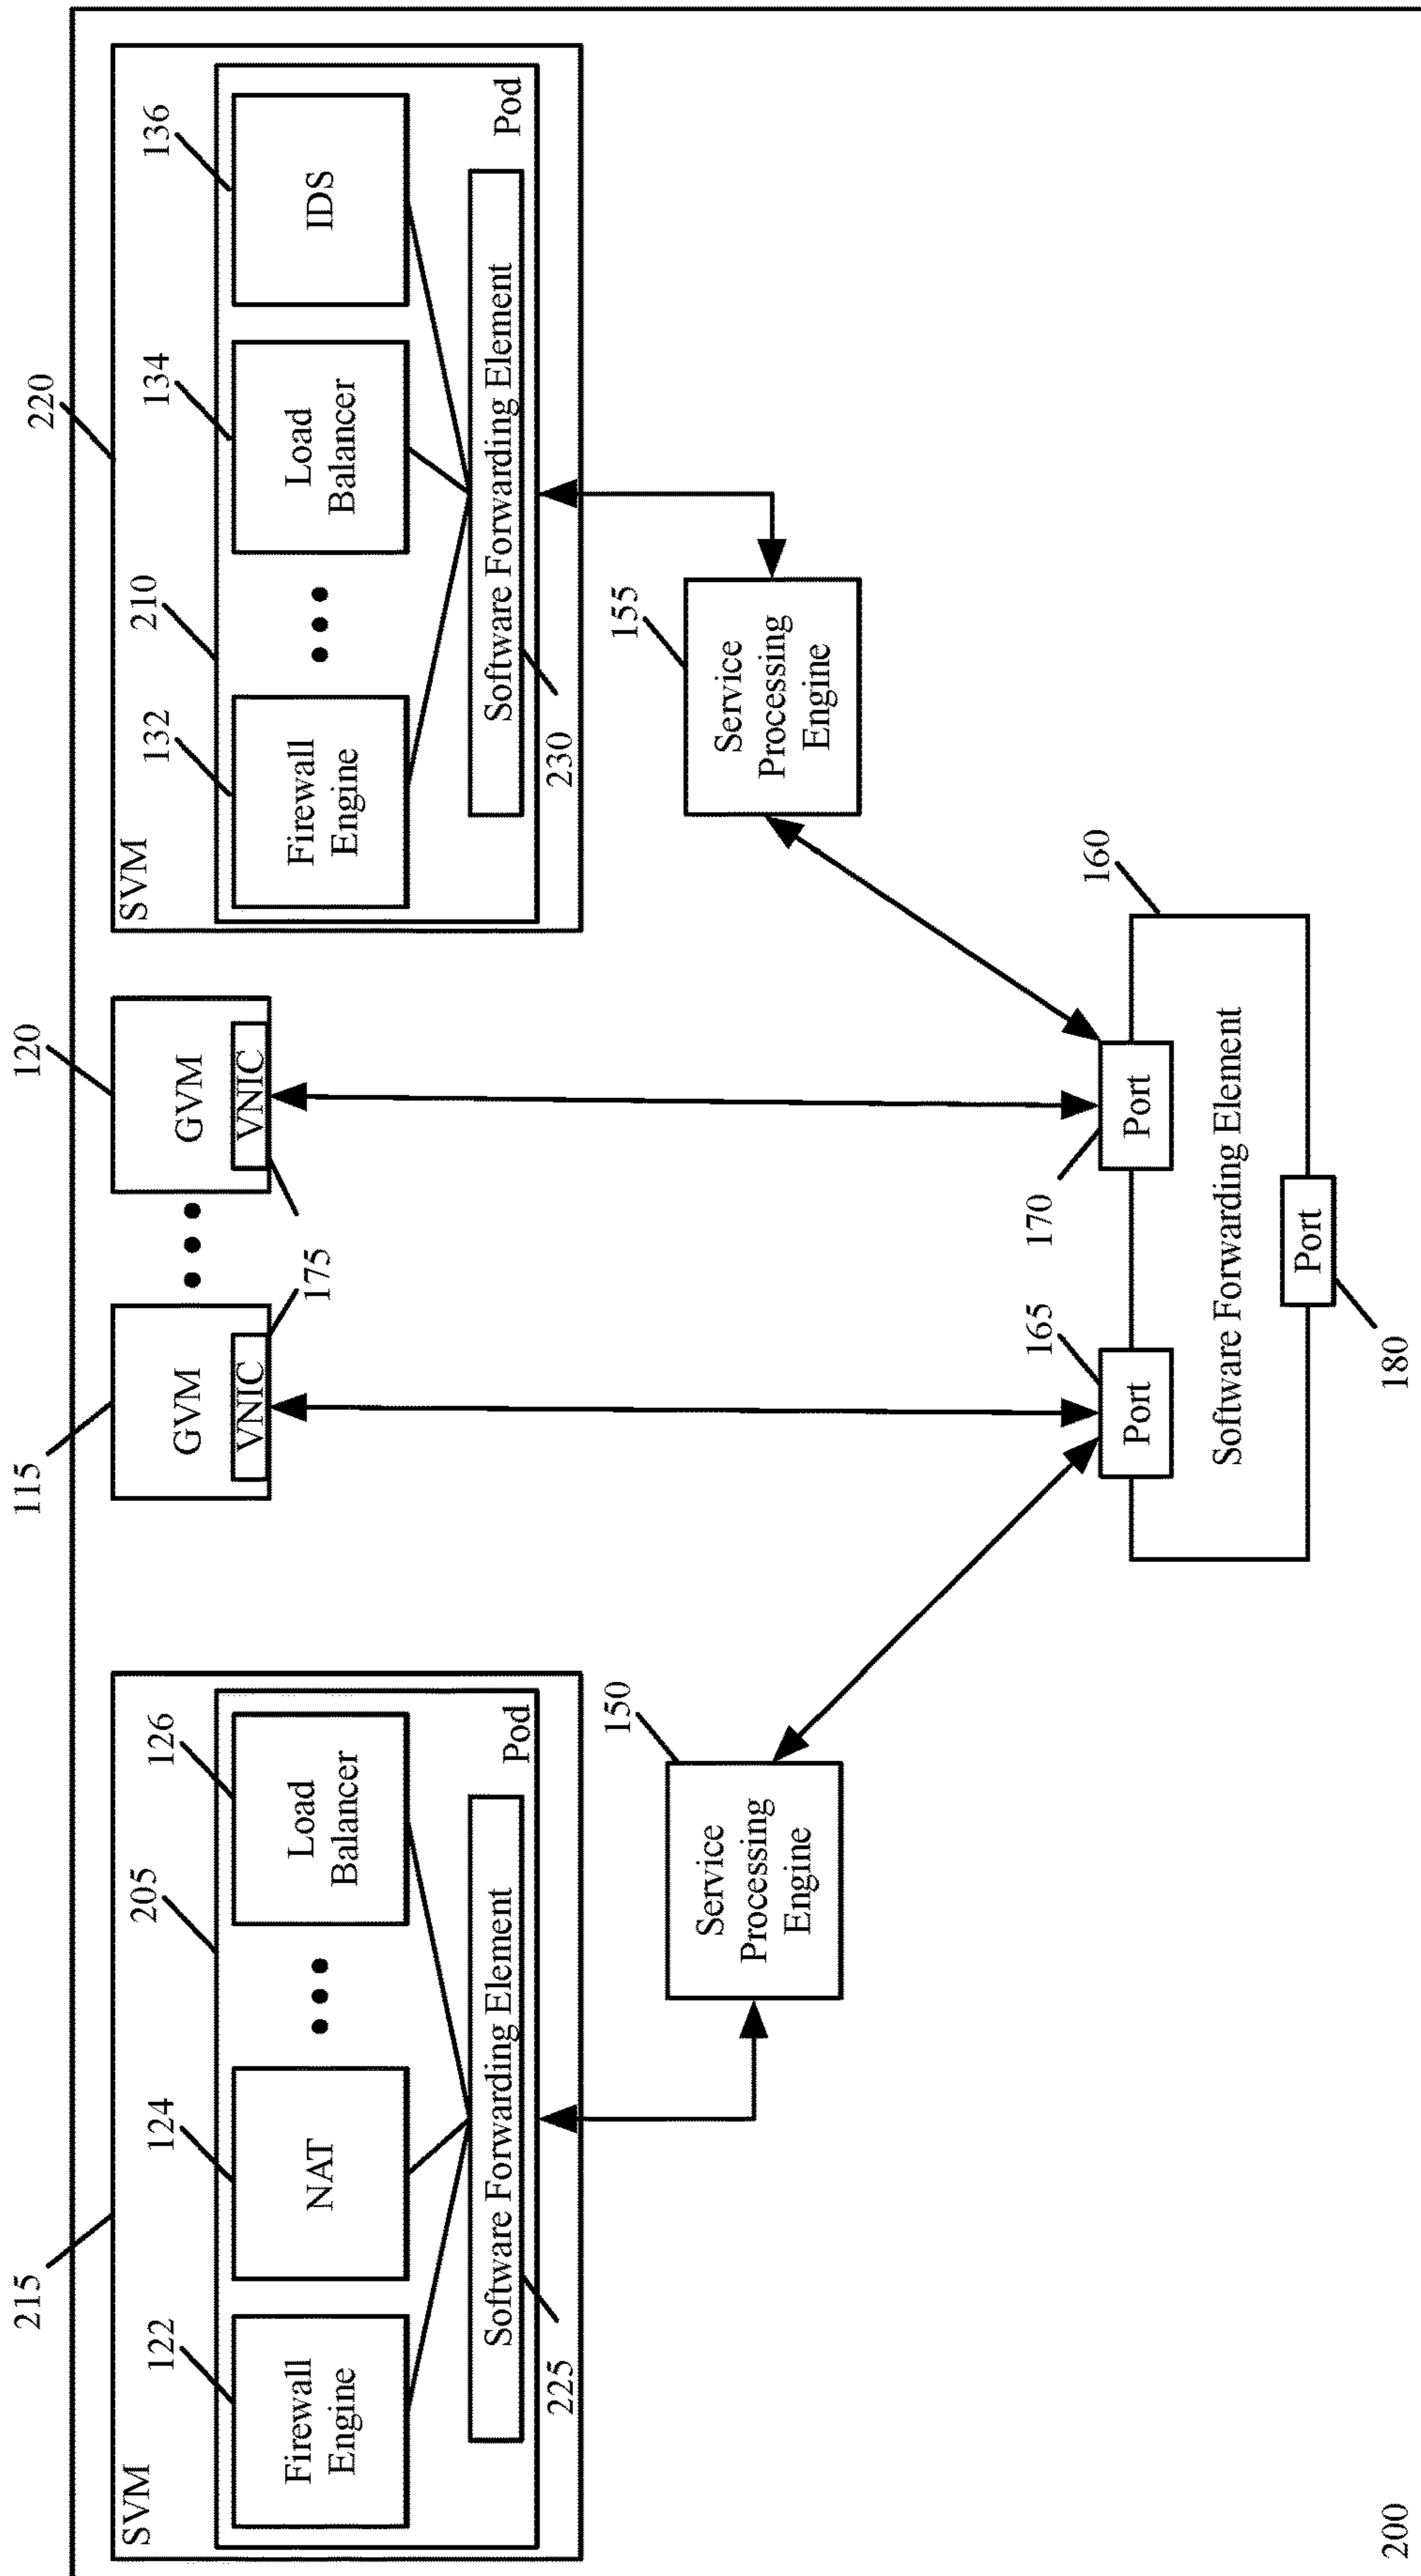 215
115
120
220
SVM
122
124
205
126
Firewall
Engine
NAT
Load
Balancer
Software Forwarding Element
Pod
225
GVM
VNIC
GVM
VNIC
175
SVM
132
210
134
136
Firewall
Engine
Load
Balancer
IDS
Software Forwarding Element
Pod
230
150
Service
Processing
Engine
155
Service
Processing
Engine
165
Port
170
Port
160
Software Forwarding Element
Port
180
200